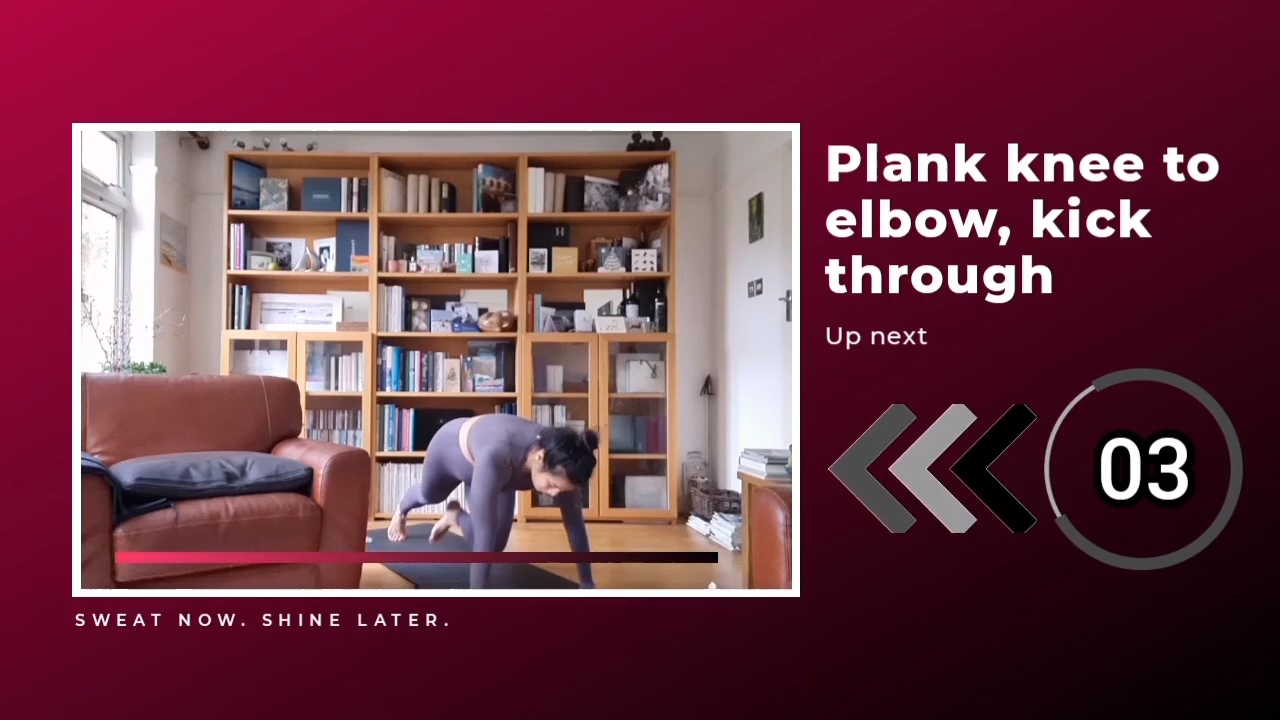 Plank knee to
elbow, kick
through
Up next
03
H
SWEAT NOW. SHINE LATER.